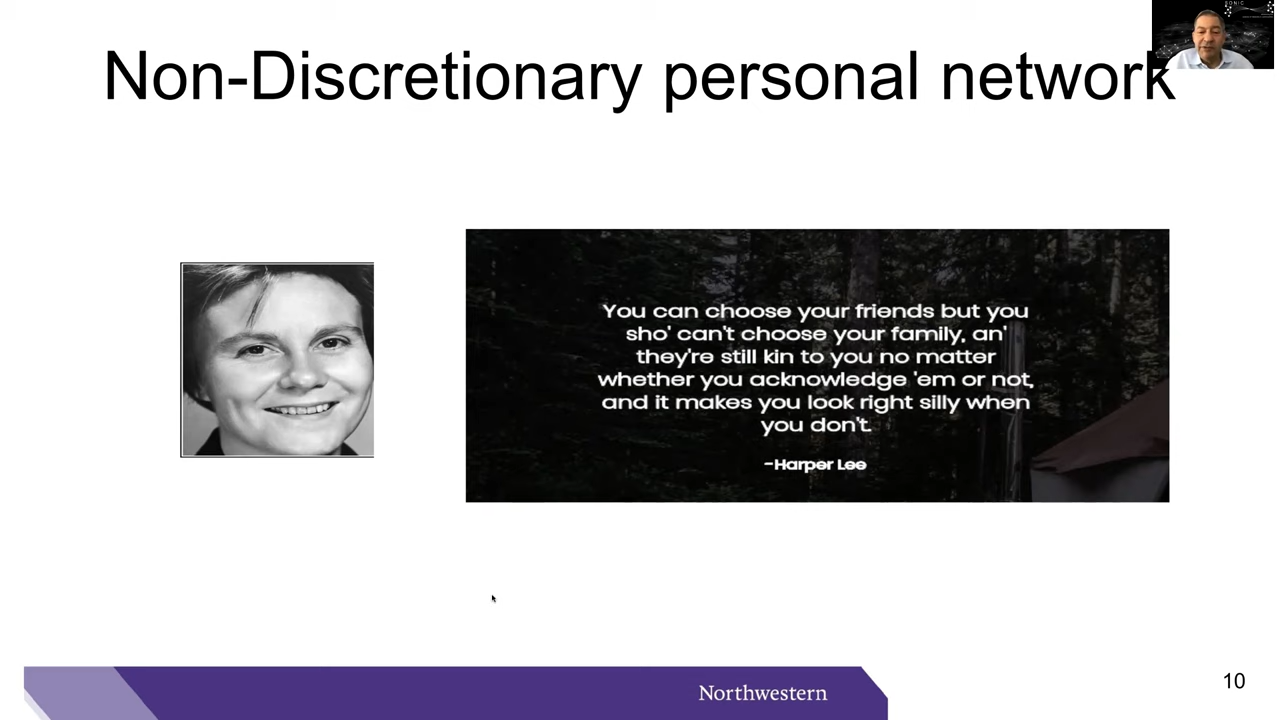 SONIC
Non-Discretionary personal network
You can choose your friends but you
sho' can't choose your family, an'
they're still kin to you no matter
whether you acknowledge 'em or not,
and it makes you look right silly when
you don't.
-Harper Lee
Northwestern
10